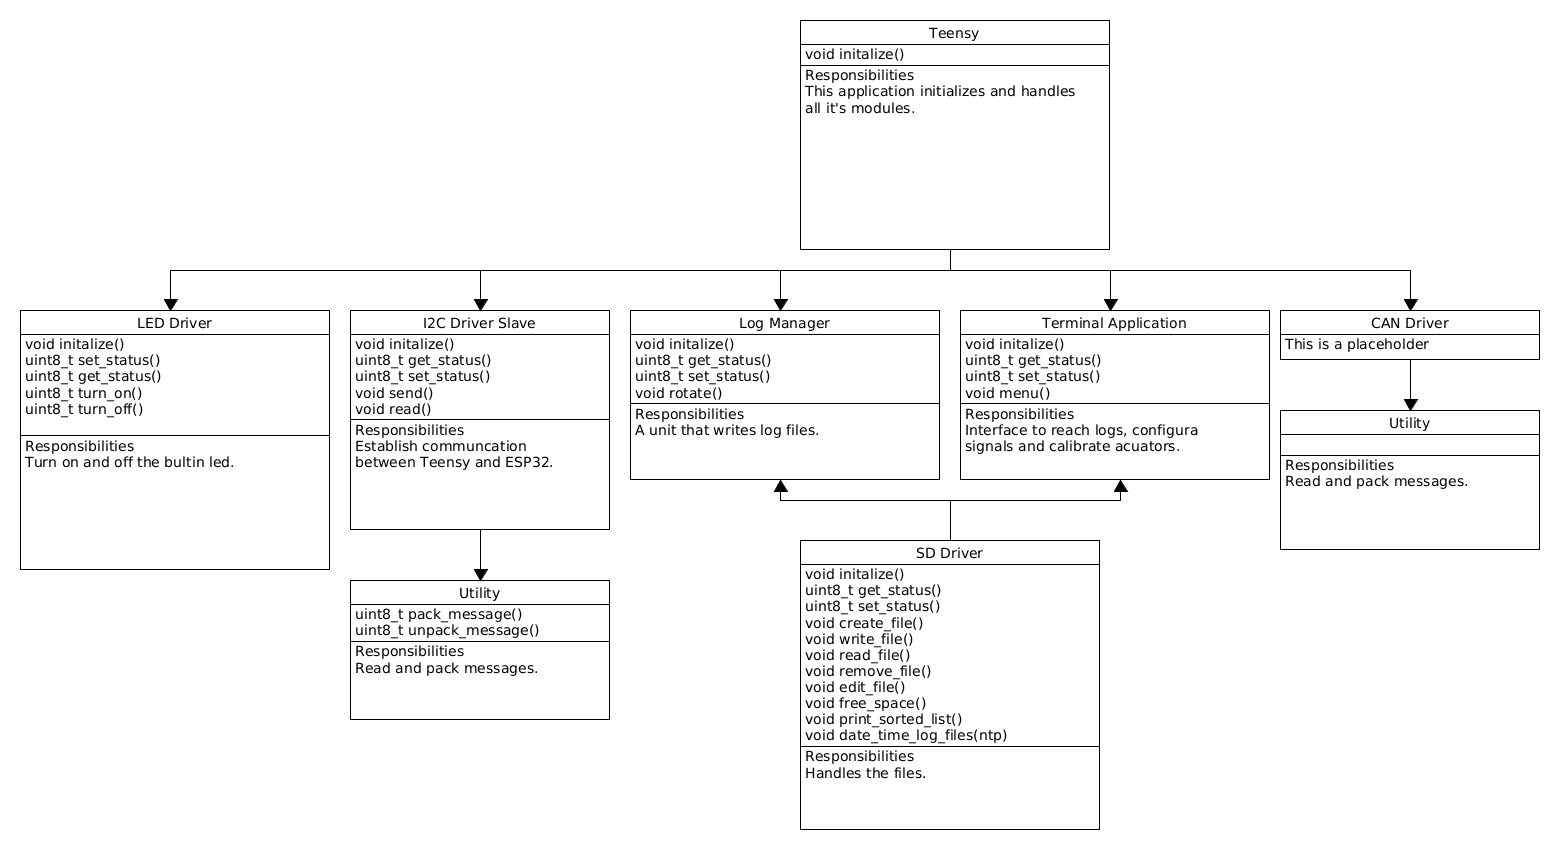 Teensy
void initalize()
Responsibilities
This application initializes and handles
all it's modules.
LED Driver
void initalize()
uint8_t set_status()
uint8_t get_status()
uint8_t turn_on()
uint8_t turn_off()
Responsibilities
Turn on and off the bultin led.
I2C Driver Slave
void initalize()
uint8_t get_status()
uint8_t set_status()
void send()
void read()
Responsibilities
Establish communcation
between Teensy and ESP32.
Log Manager
void initalize()
uint8_t get_status()
uint8_t set_status()
void rotate()
Responsibilities
A unit that writes log files.
Terminal Application
void initalize()
uint8_t get_status()
uint8_t set_status()
void menu()
Responsibilities
Interface to reach logs, configura
signals and calibrate acuators.
CAN Driver
This is a placeholder
Utility
Responsibilities
Read and pack messages.
Utility
uint8_t pack_message()
uint8_t unpack_message()
Responsibilities
Read and pack messages.
SD Driver
void initalize()
uint8_t get_status()
uint8_t set_status()
void create_file()
void write_file()
void read_file()
void remove_file()
void edit_file()
void free_space()
void print_sorted_list()
void date_time_log_files(ntp)
Responsibilities
Handles the files.